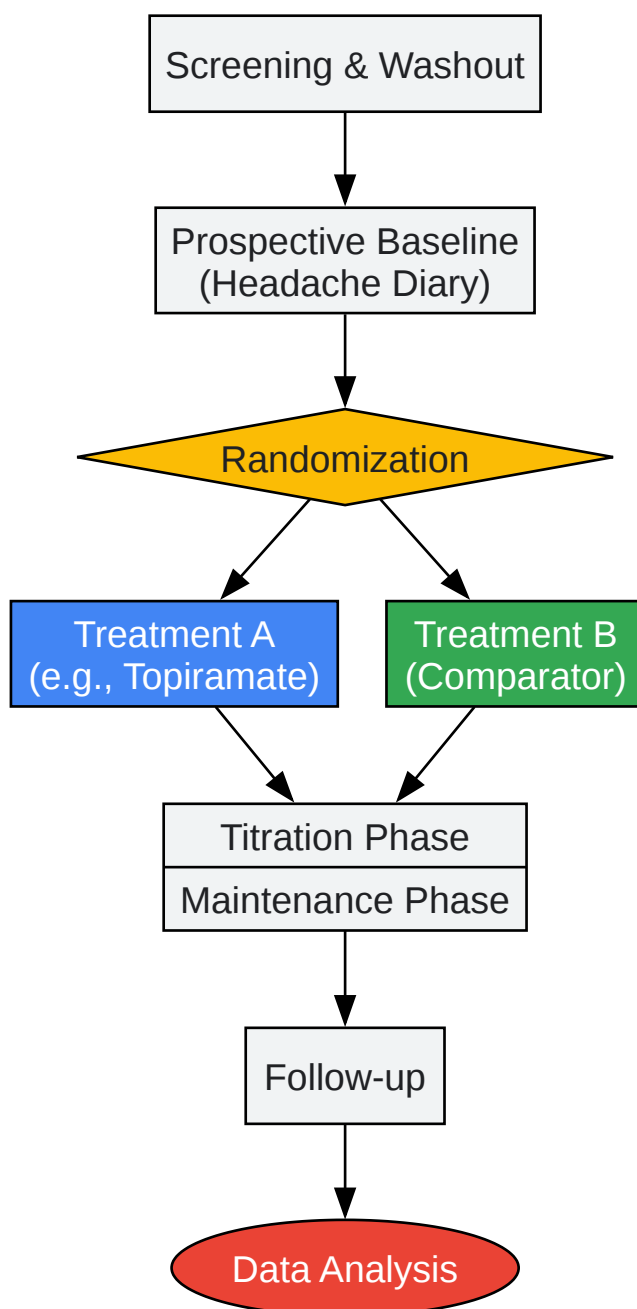 Screening & Washout
Prospective Baseline
(Headache Diary)
Randomization
Treatment A
(e.g., Topiramate)
Treatment B
(Comparator)
Titration Phase
Maintenance Phase
Follow-up
Data Analysis